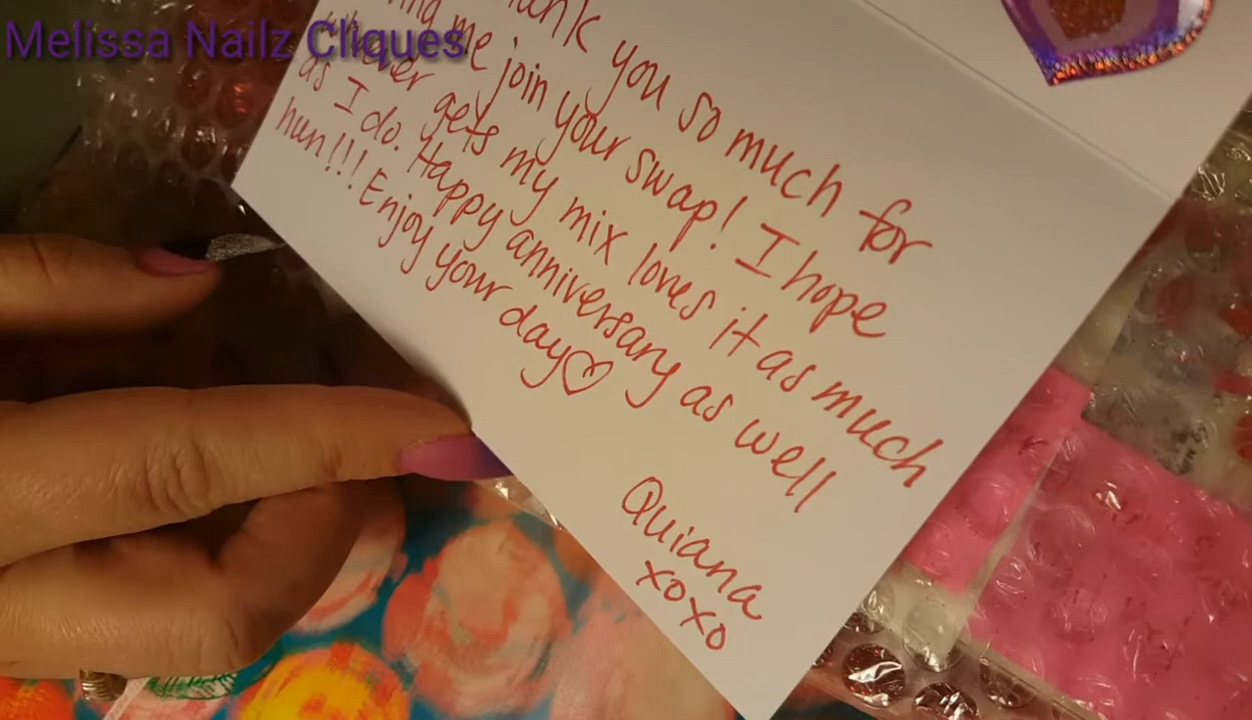 Melissa Nailz Cliques
you so much for
me join your swap! I hope
gets my mix loves it as much
as I do. Happy anniversary as well
hun!!! Enjoy your day♡
Quiana
xoxo